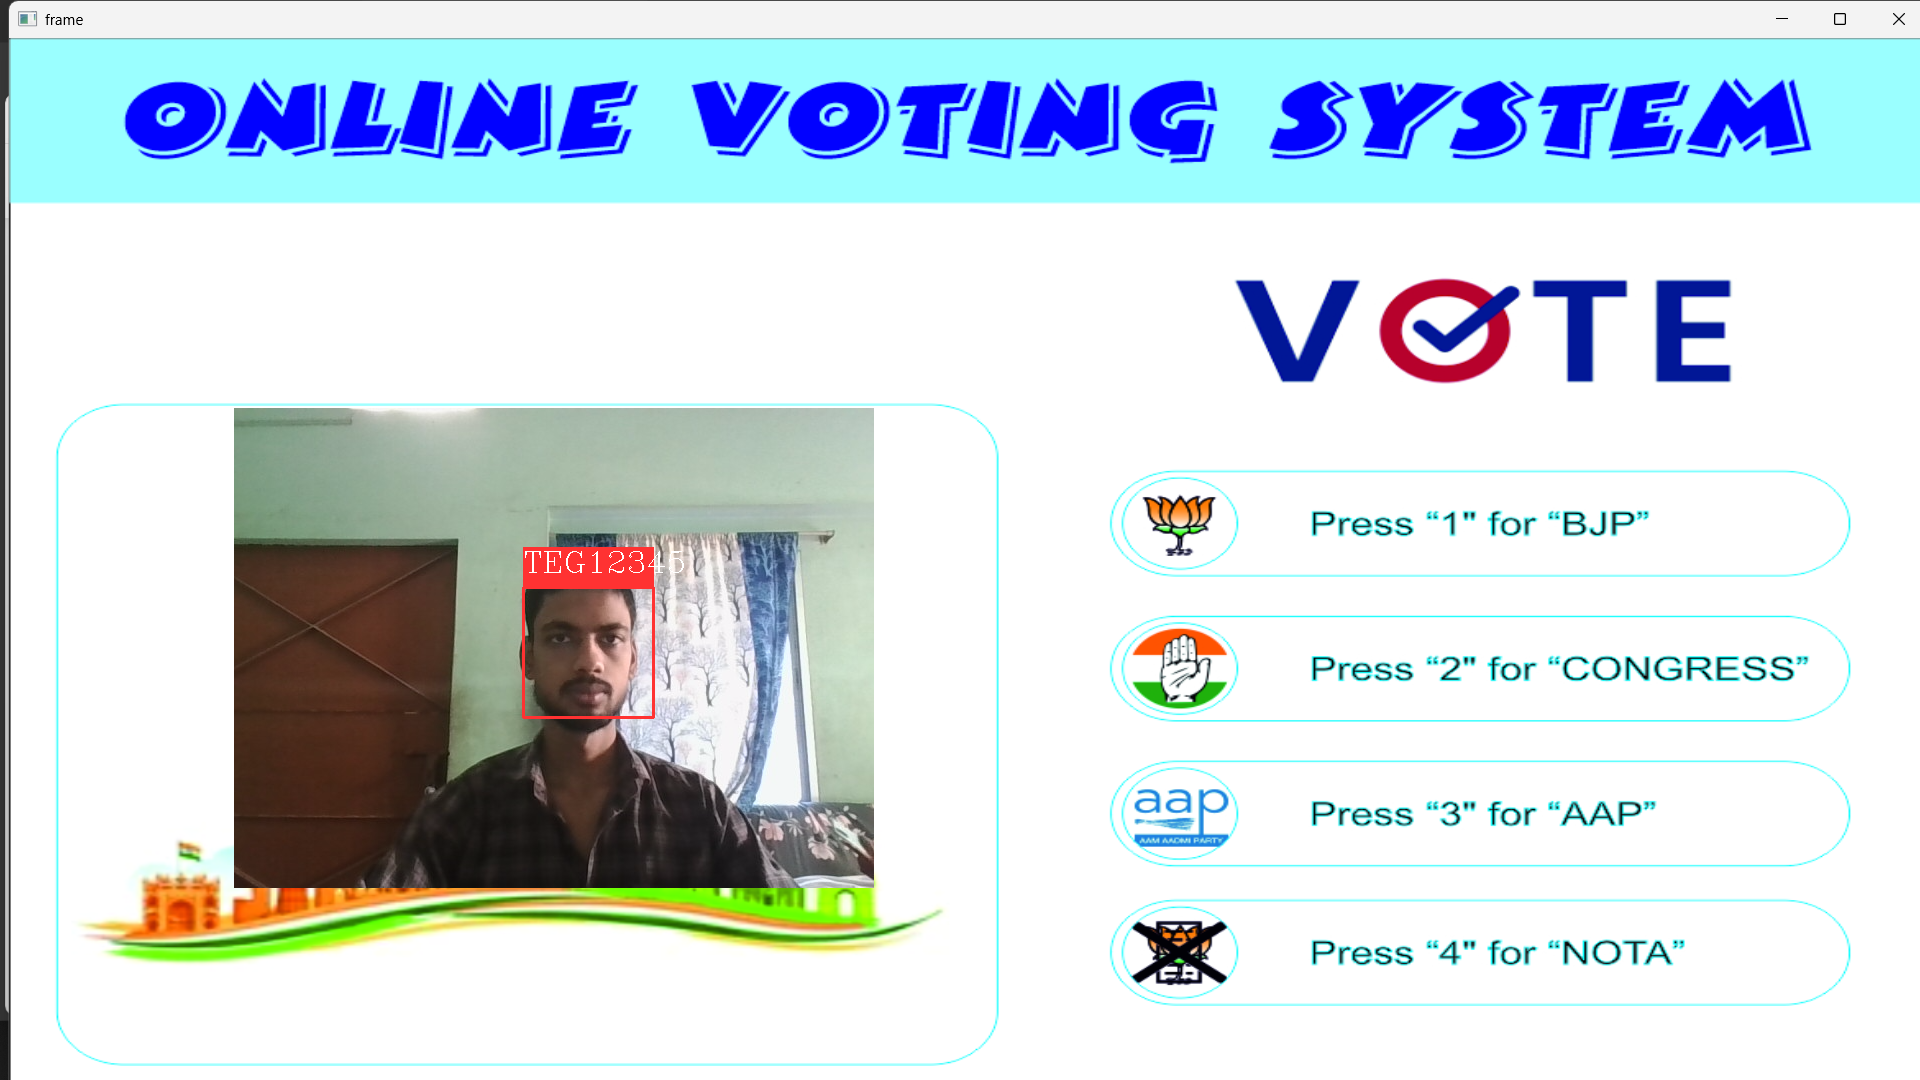 frame
ONLINE VOTING SYSTEM
VOTE
TEG12345
Press “1" for “BJP”
Press “2" for “CONGRESS”
aap
AAM AADMI PARTY
Press “3" for “AAP”
Press “4" for “NOTA”